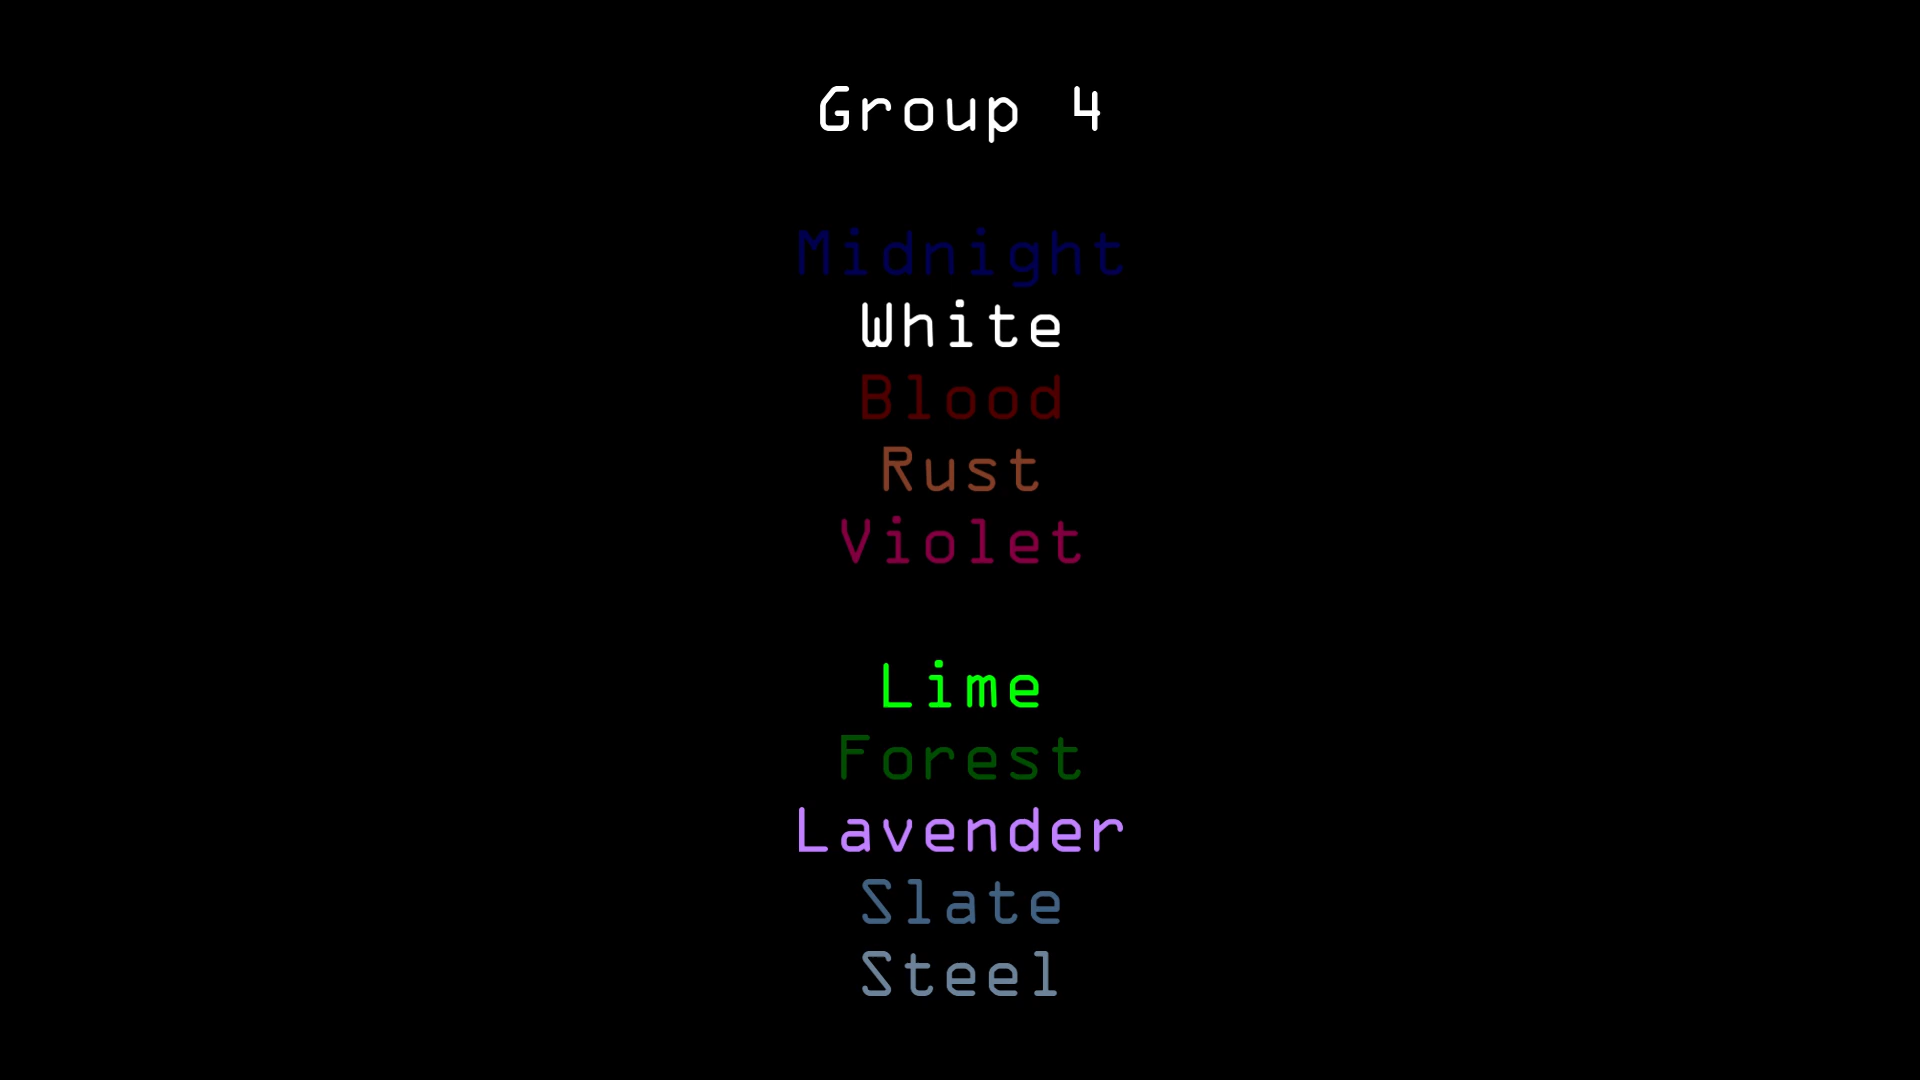 Group 4
Midnight
White
Blood
Rust
Violet
Lime
Forest
Lavender
Slate
Steel